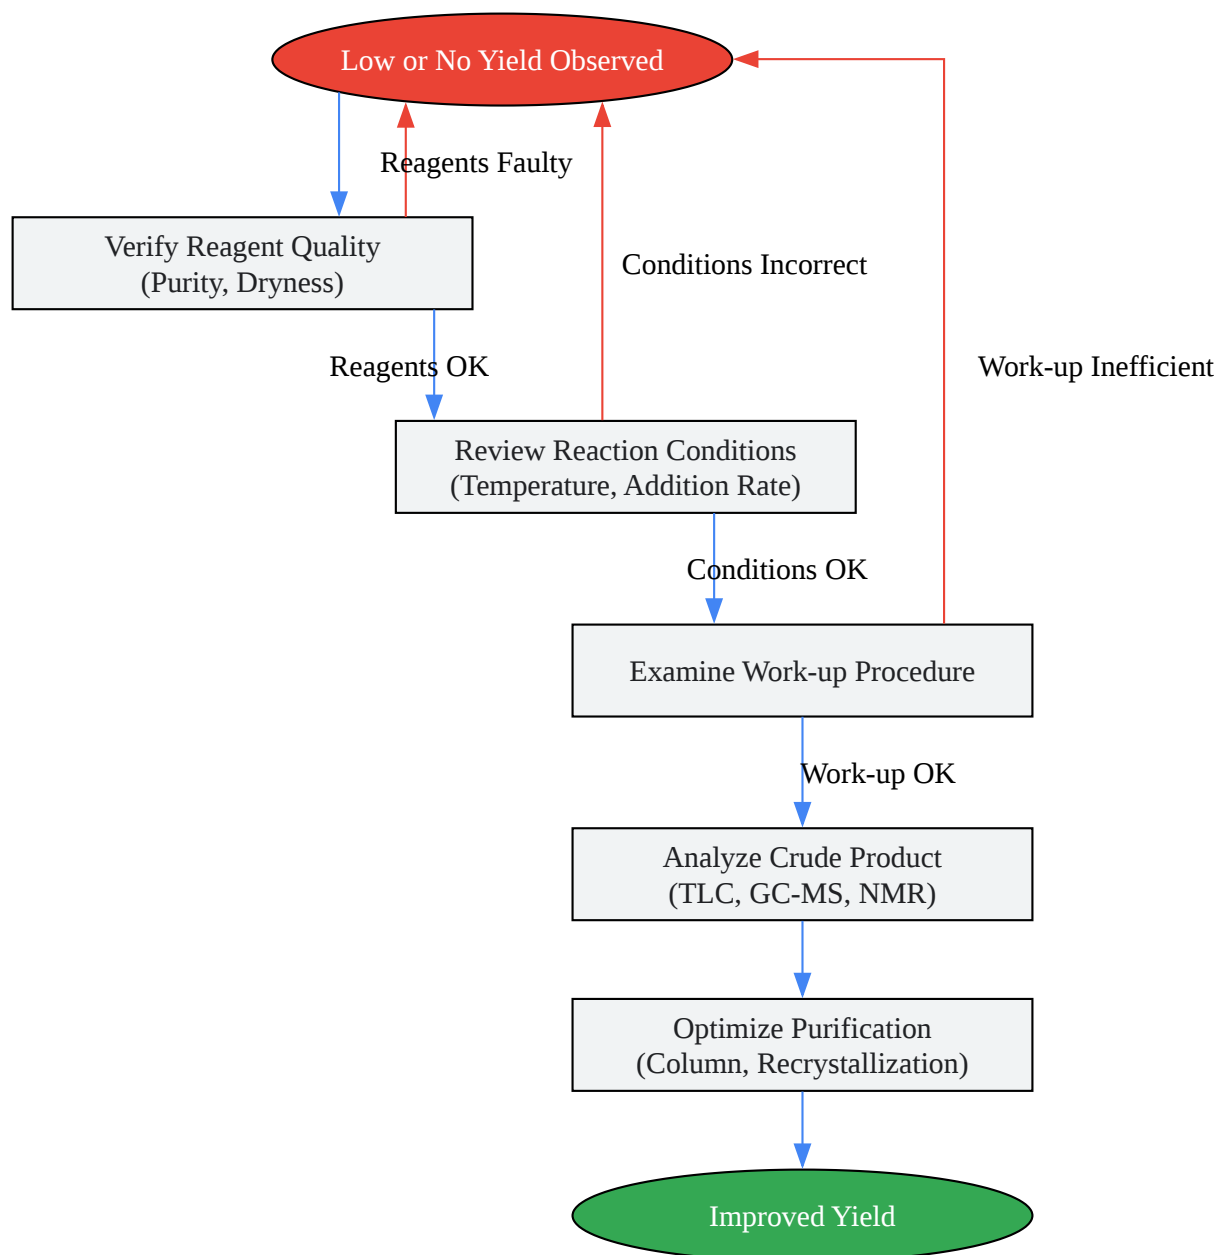 Low or No Yield Observed
Reagents Faulty
Verify Reagent Quality
(Purity, Dryness)
Conditions Incorrect
Reagents OK
Work-up Inefficient
Review Reaction Conditions
(Temperature, Addition Rate)
Conditions OK
Examine Work-up Procedure
Work-up OK
Analyze Crude Product
(TLC, GC-MS, NMR)
Optimize Purification
(Column, Recrystallization)
Improved Yield